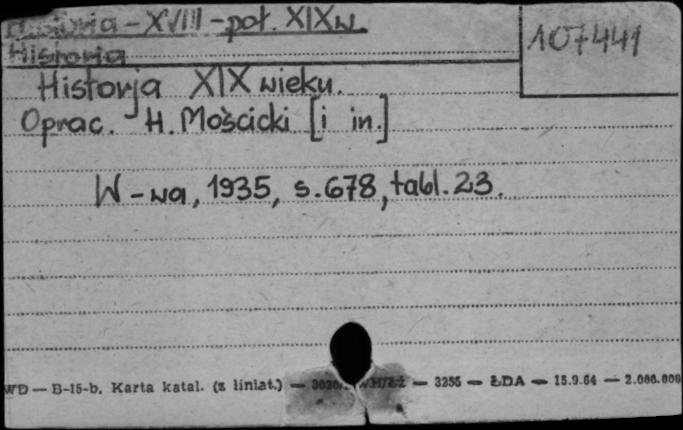 Historia - XVIII - poł. XIX w.
107441
Historia
Historja XIX wieku.
Oprac. H. Mościcki [i in.]
W-wa, 1935, s. 678, tabl. 23.
WD — B-15-b. Karta katal. (z liniat.) — — 3255 — ŁDA — 15.9.64 — 2.000.000